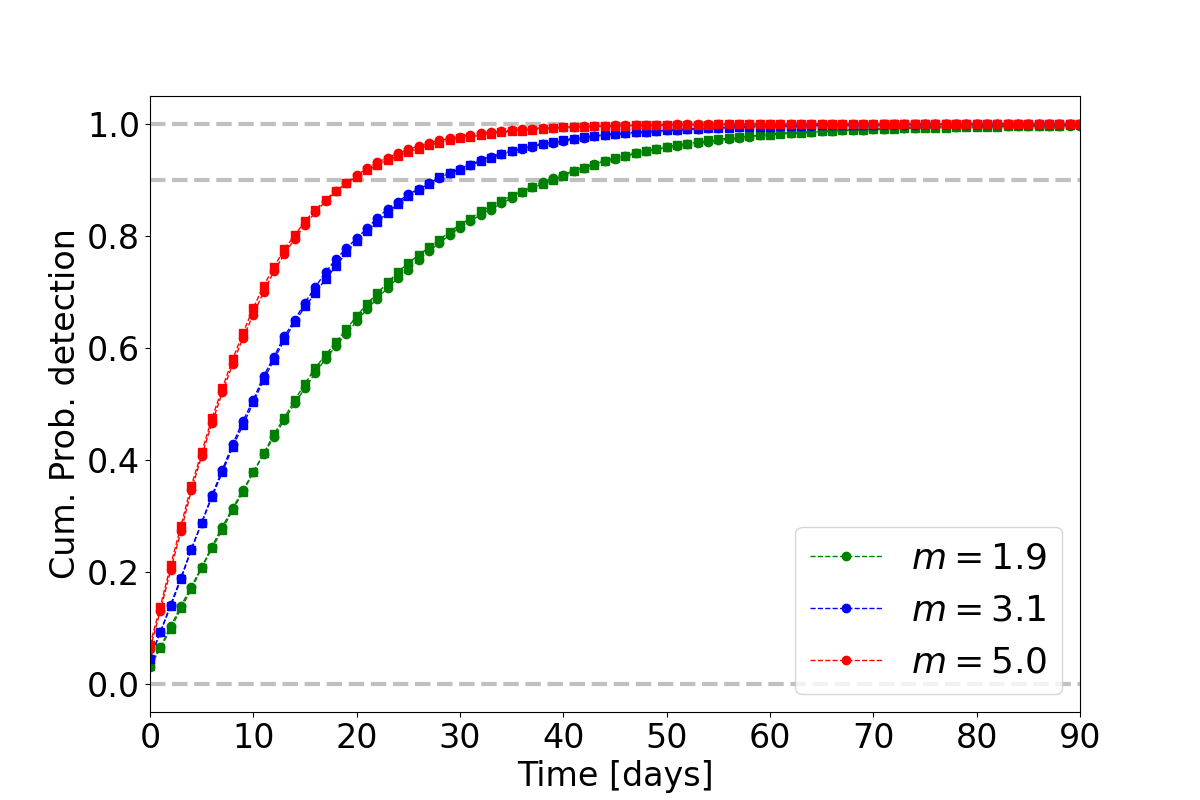 Cum. Prob. detection
1.0
0.8
0.6
0.4
0.2
0.0
m = 1.9
m = 3.1
m = 5.0
0 10 20 30 40 50 60 70 80 90
Time [days]